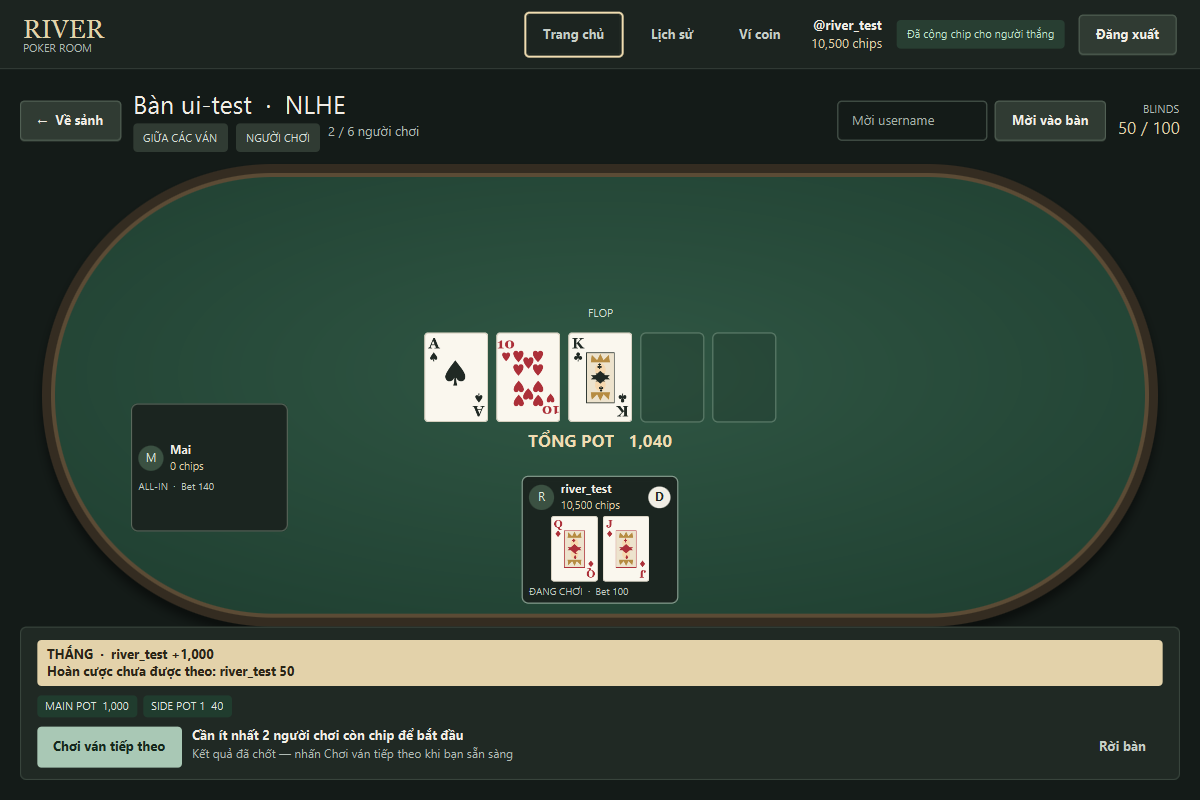 RIVER
POKER ROOM
Trang chủ
Lịch sử
Ví coin
@river_test
10,500 chips
Đã cộng chip cho người thắng
Đăng xuất
← Về sảnh
Bàn ui-test · NLHE
GIỮA CÁC VÁN
NGƯỜI CHƠI
2 / 6 người chơi
Mời username
Mời vào bàn
BLINDS
50 / 100
FLOP
A
A
10
10
K
K
TỔNG POT 1,040
M
Mai
0 chips
ALL-IN · Bet 140
R
river_test
10,500 chips
D
Q
Q
J
J
ĐANG CHƠI · Bet 100
THẮNG · river_test +1,000
Hoàn cược chưa được theo: river_test 50
MAIN POT 1,000
SIDE POT 1 40
Chơi ván tiếp theo
Cần ít nhất 2 người chơi còn chip để bắt đầu
Kết quả đã chốt — nhấn Chơi ván tiếp theo khi bạn sẵn sàng
Rời bàn